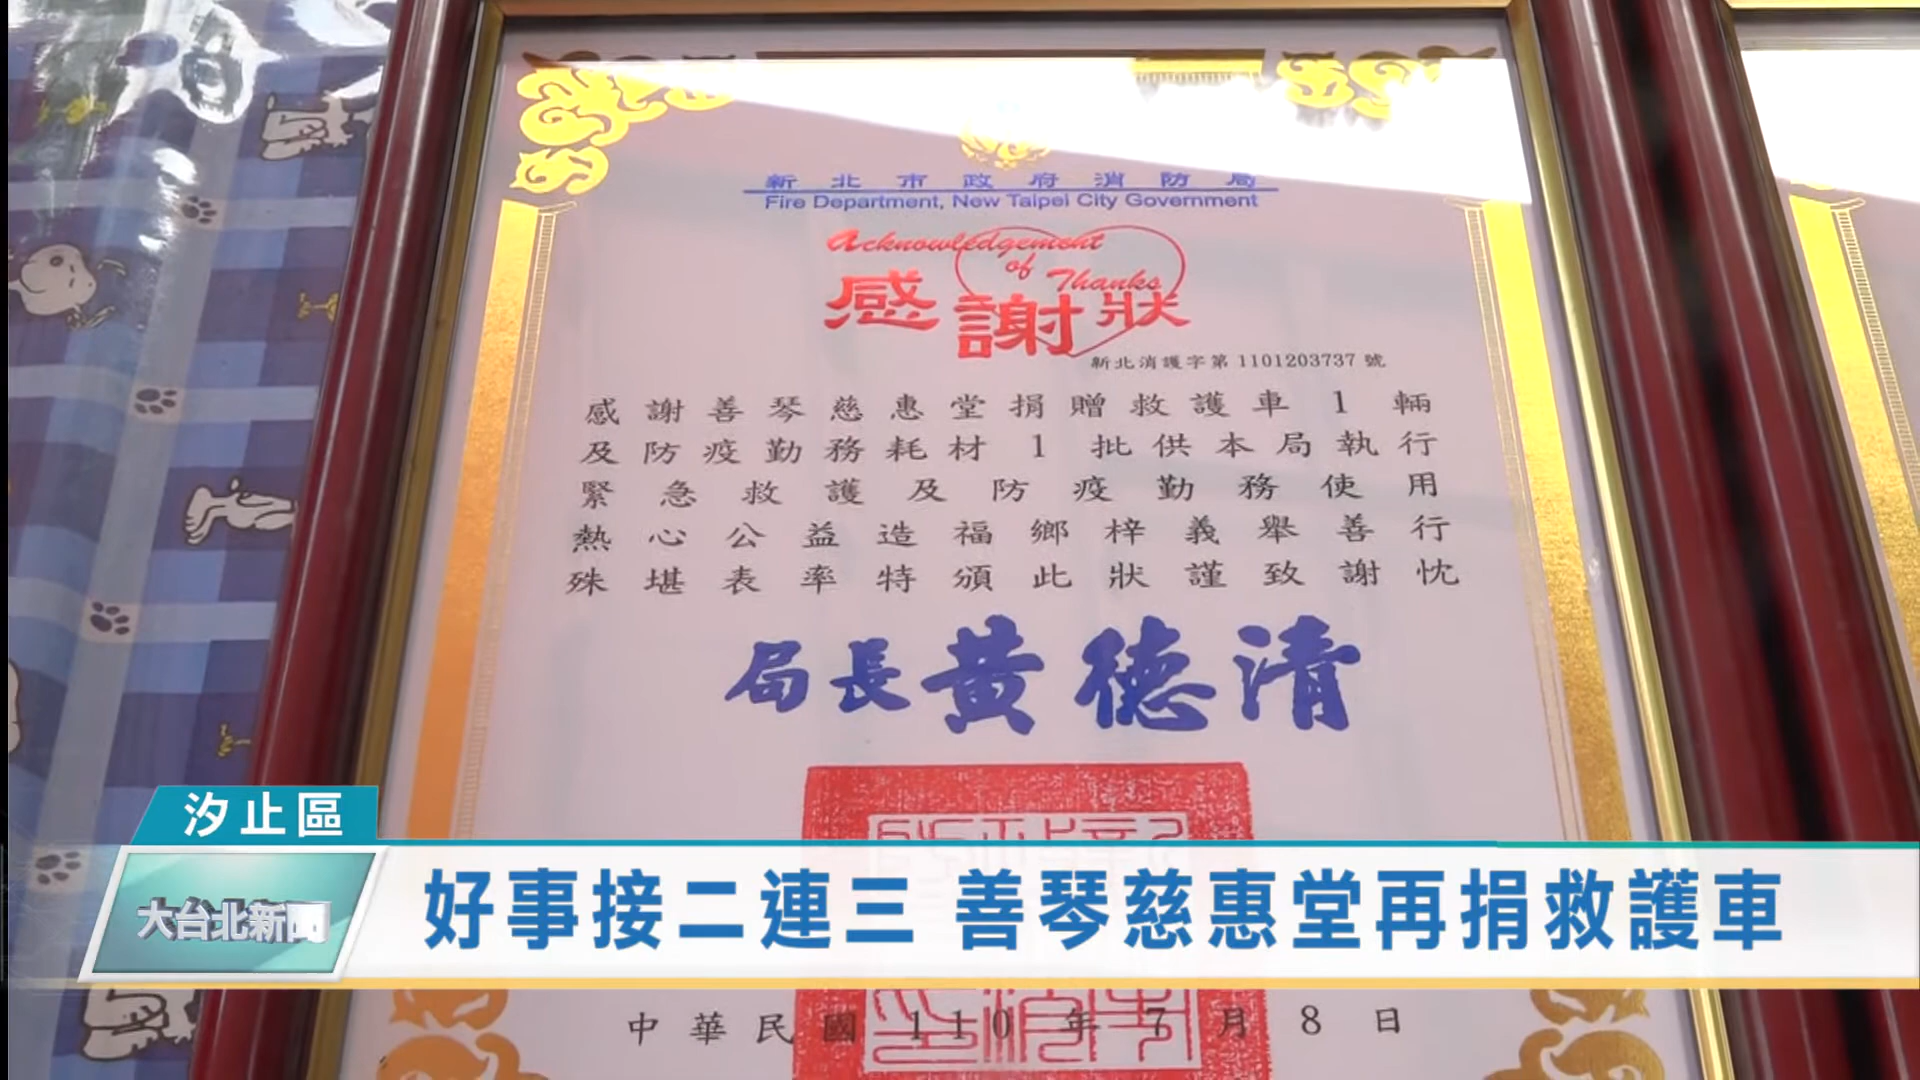 新北市政府消防局
Fire Department, New Taipei City Government
Acknowledgement
of
Thanks
感謝狀
新北消護字第1101203737號
感謝善琴慈惠堂捐贈救護車1輛
及防疫勤務耗材1批供本局執行
緊急救護及防疫勤務使用
熱心公益造福鄉梓義舉善行
殊堪表率特頒此狀謹致謝忱
局長黃德清
汐止區
大台北新聞
好事接二連三 善琴慈惠堂再捐救護車
中華民國110年7月8日